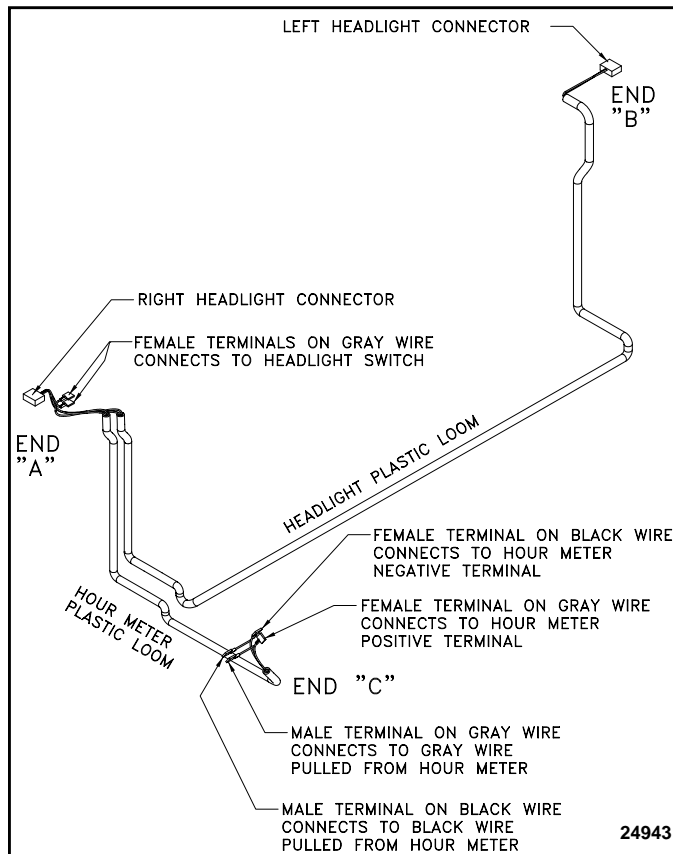 LEFT HEADLIGHT CONNECTOR
END
"B"
RIGHT HEADLIGHT CONNECTOR
FEMALE TERMINALS ON GRAY WIRE
CONNECTS TO HEADLIGHT SWITCH
END
"A"
HEADLIGHT PLASTIC LOOM
FEMALE TERMINAL ON BLACK WIRE
CONNECTS TO HOUR METER
NEGATIVE TERMINAL
HOUR METER
PLASTIC LOOM
FEMALE TERMINAL ON GRAY WIRE
CONNECTS TO HOUR METER
POSITIVE TERMINAL
END "C"
MALE TERMINAL ON GRAY WIRE
CONNECTS TO GRAY WIRE
PULLED FROM HOUR METER
MALE TERMINAL ON BLACK WIRE
CONNECTS TO BLACK WIRE
PULLED FROM HOUR METER
24943